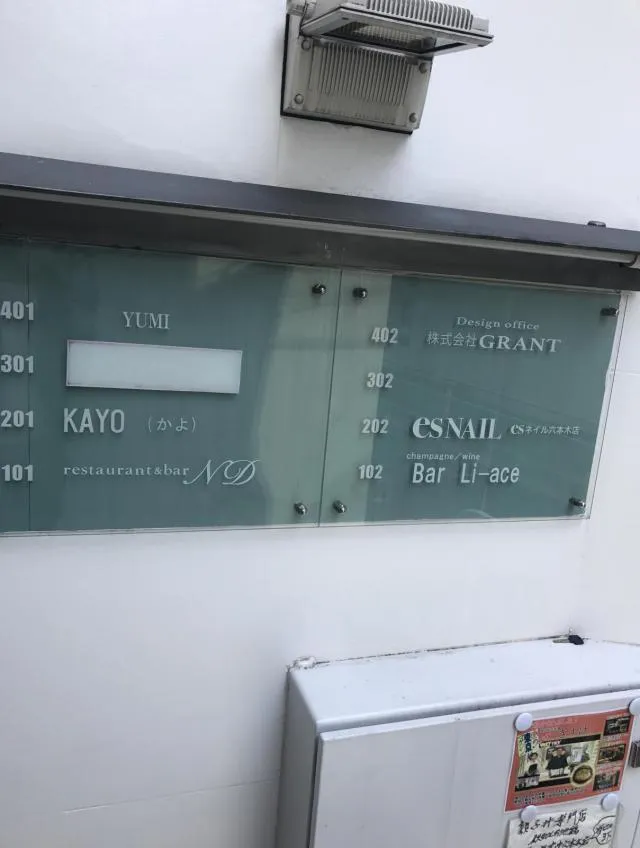 401 YUMI
301
201 KAYO (かよ)
101 restaurant&bar ND
Design office
402 株式会社GRANT
302
202 esNAIL esネイル六本木店
champagne/wine
102 Bar Li-ace